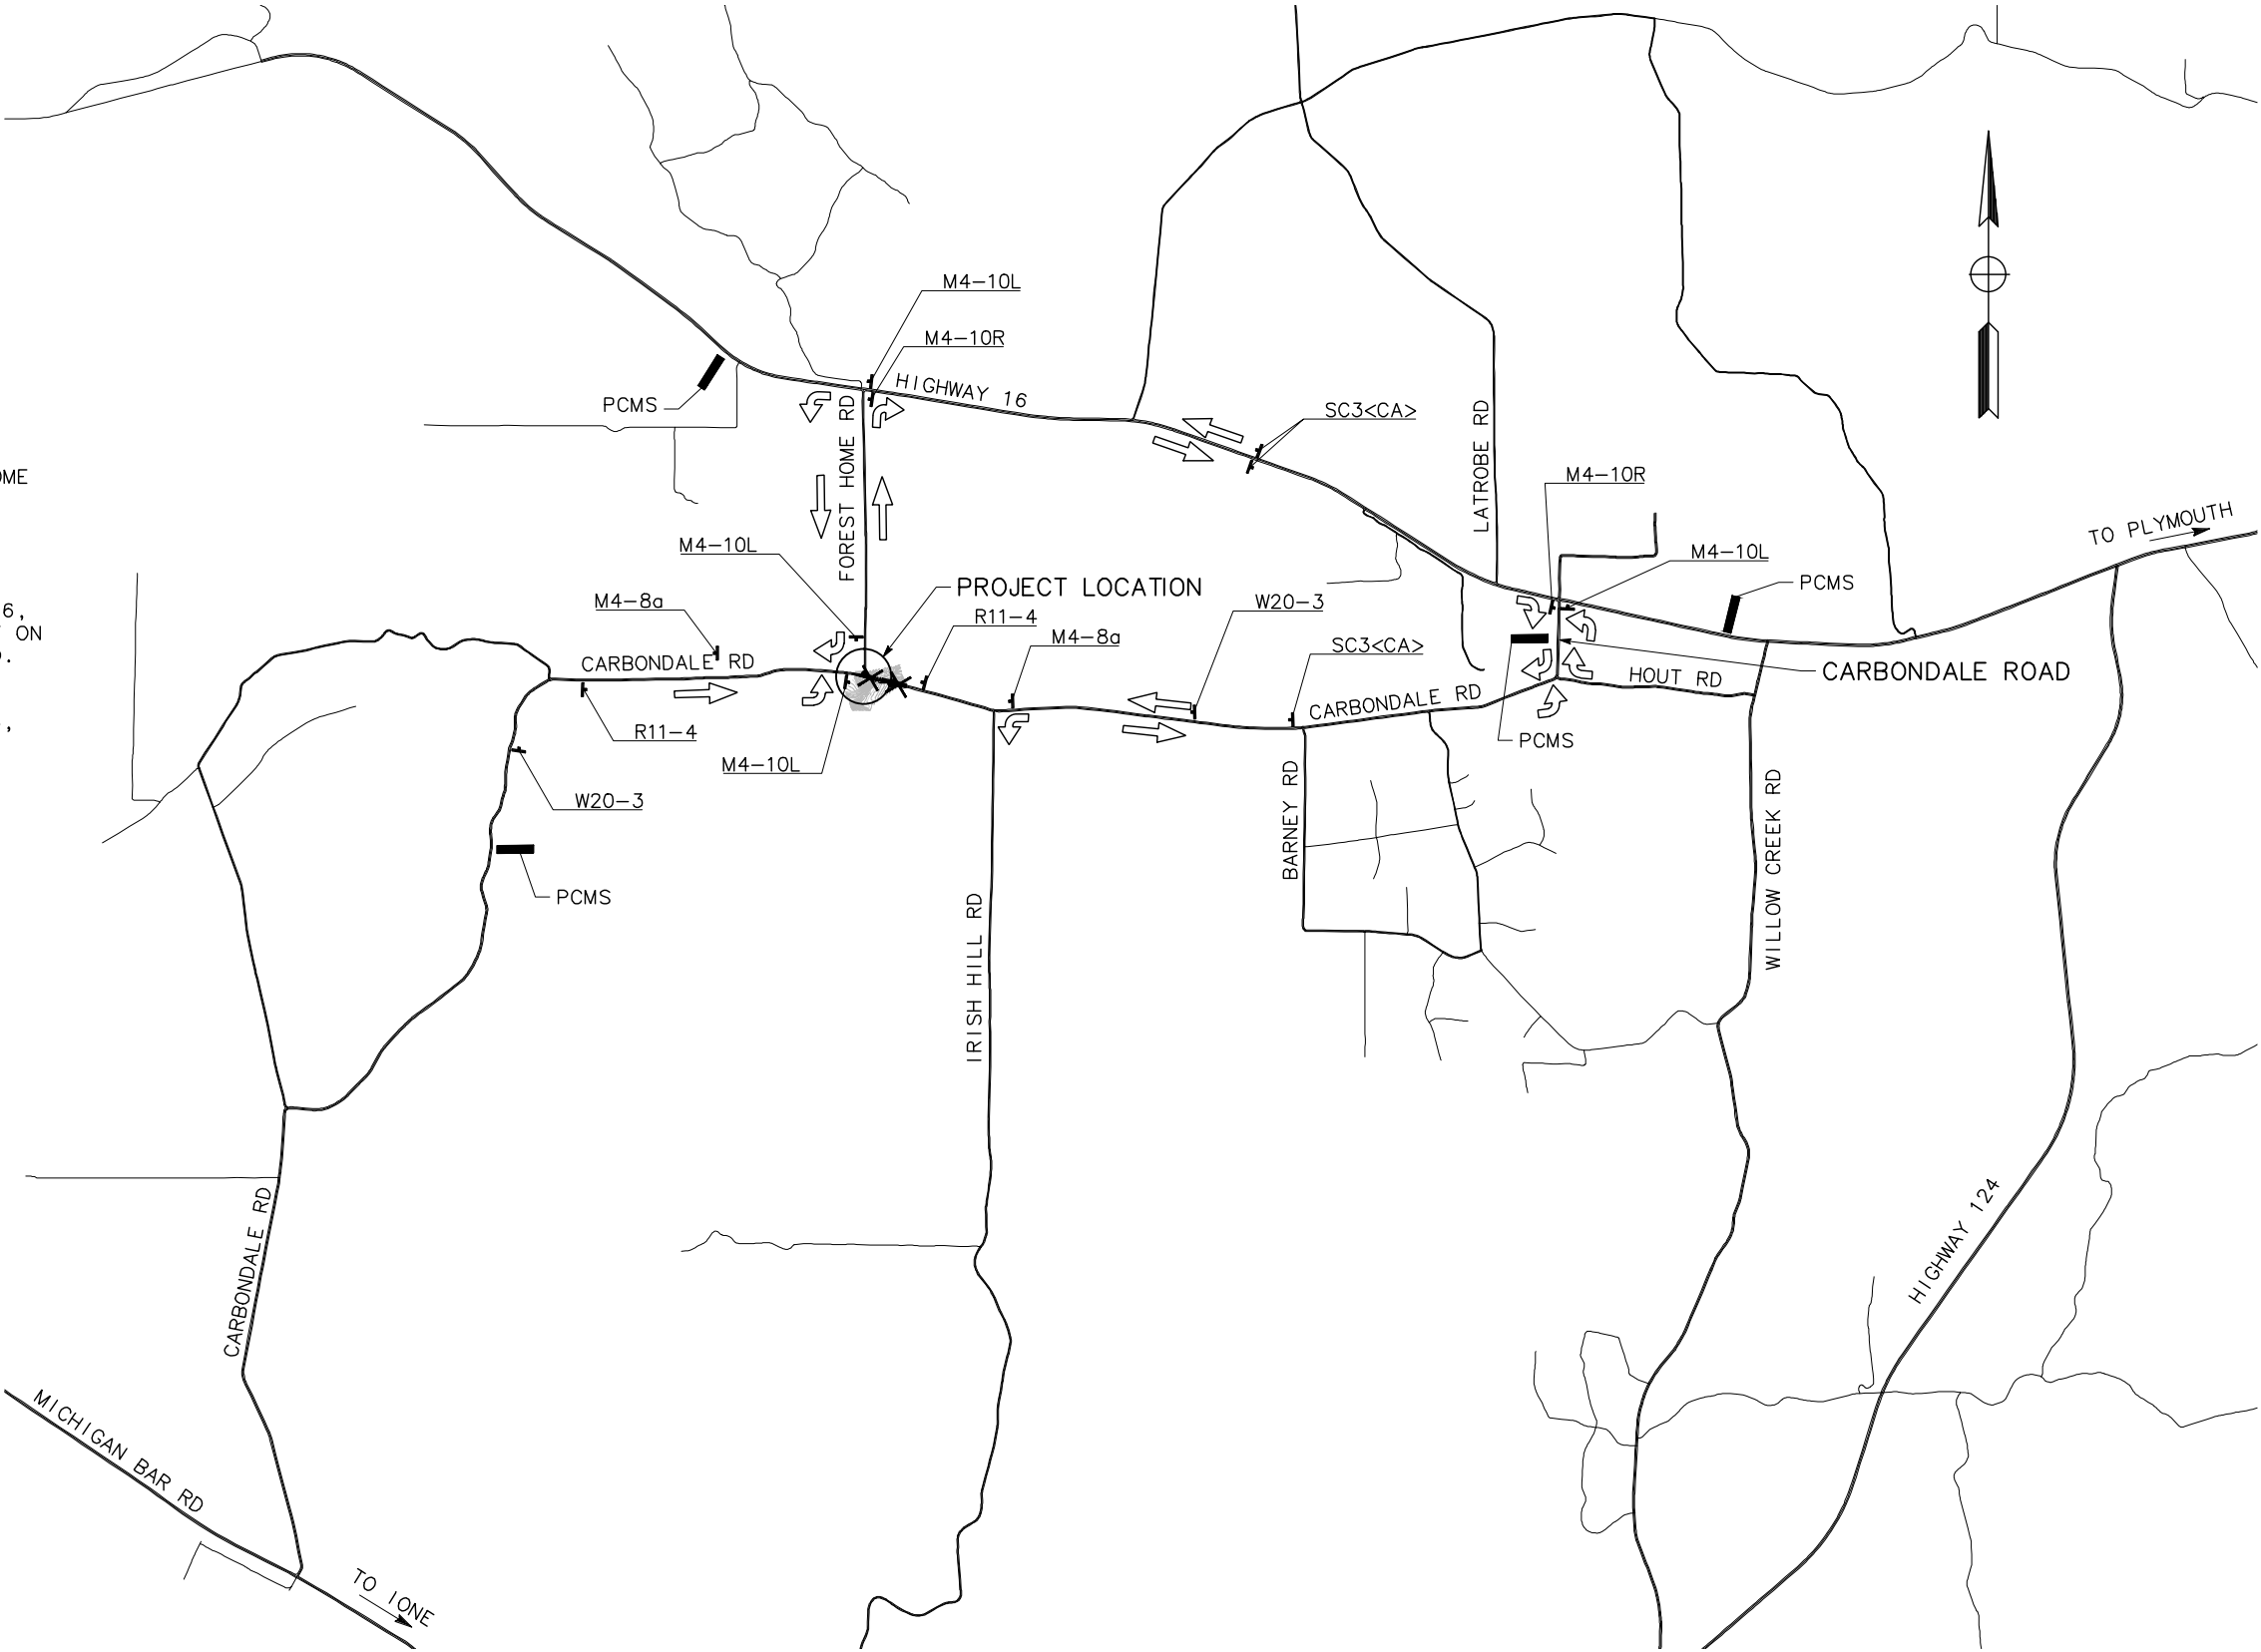 M4-10L
M4-10R
HIGHWAY 16
PCMS
FOREST HOME RD
SC3<CA>
LATROBE RD
M4-10R
OME
TO PLYMOUTH
M4-10L
M4-10L
PROJECT LOCATION
PCMS
M4-8a
W20-3
6,
R11-4
ON
M4-8a
SC3<CA>
CARBONDALE RD
CARBONDALE ROAD
HOUT RD
CARBONDALE RD
R11-4
PCMS
M4-10L
BARNEY RD
WILLOW CREEK RD
W20-3
PCMS
IRISH HILL RD
CARBONDALE RD
HIGHWAY 124
MICHIGAN BAR RD
TO IONE